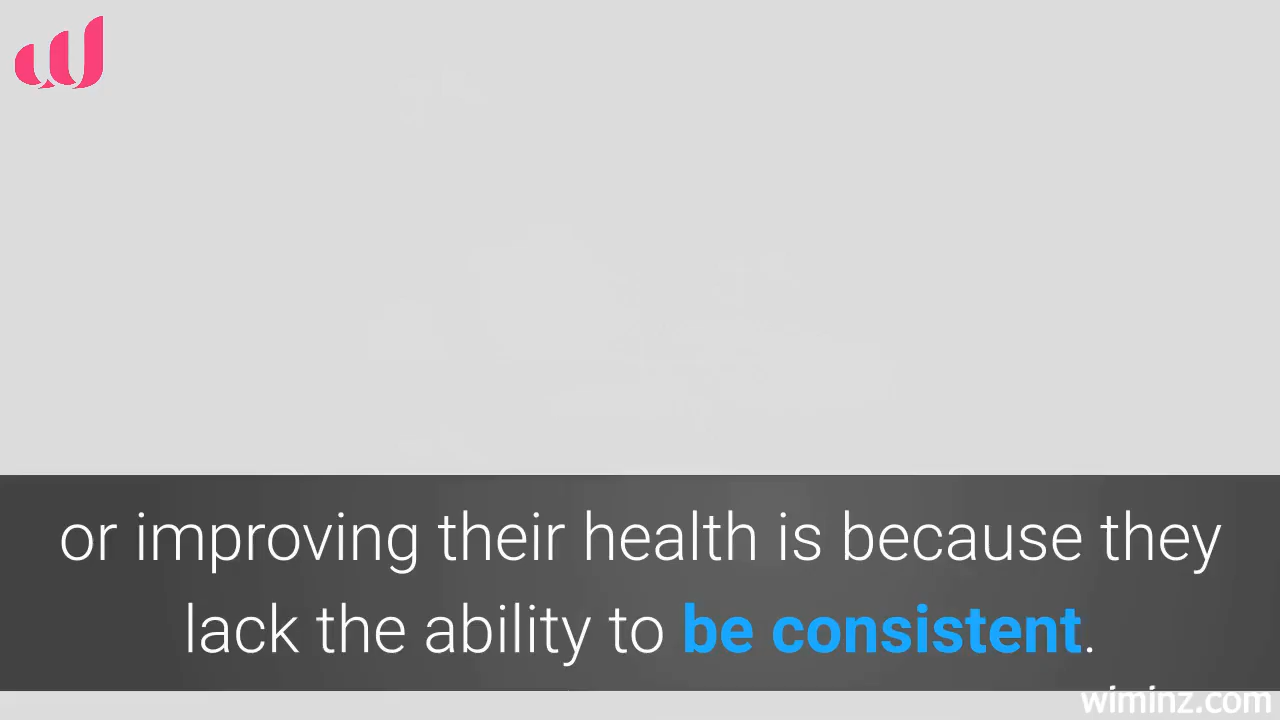 or improving their health is because they
lack the ability to be consistent.
wiminz.com